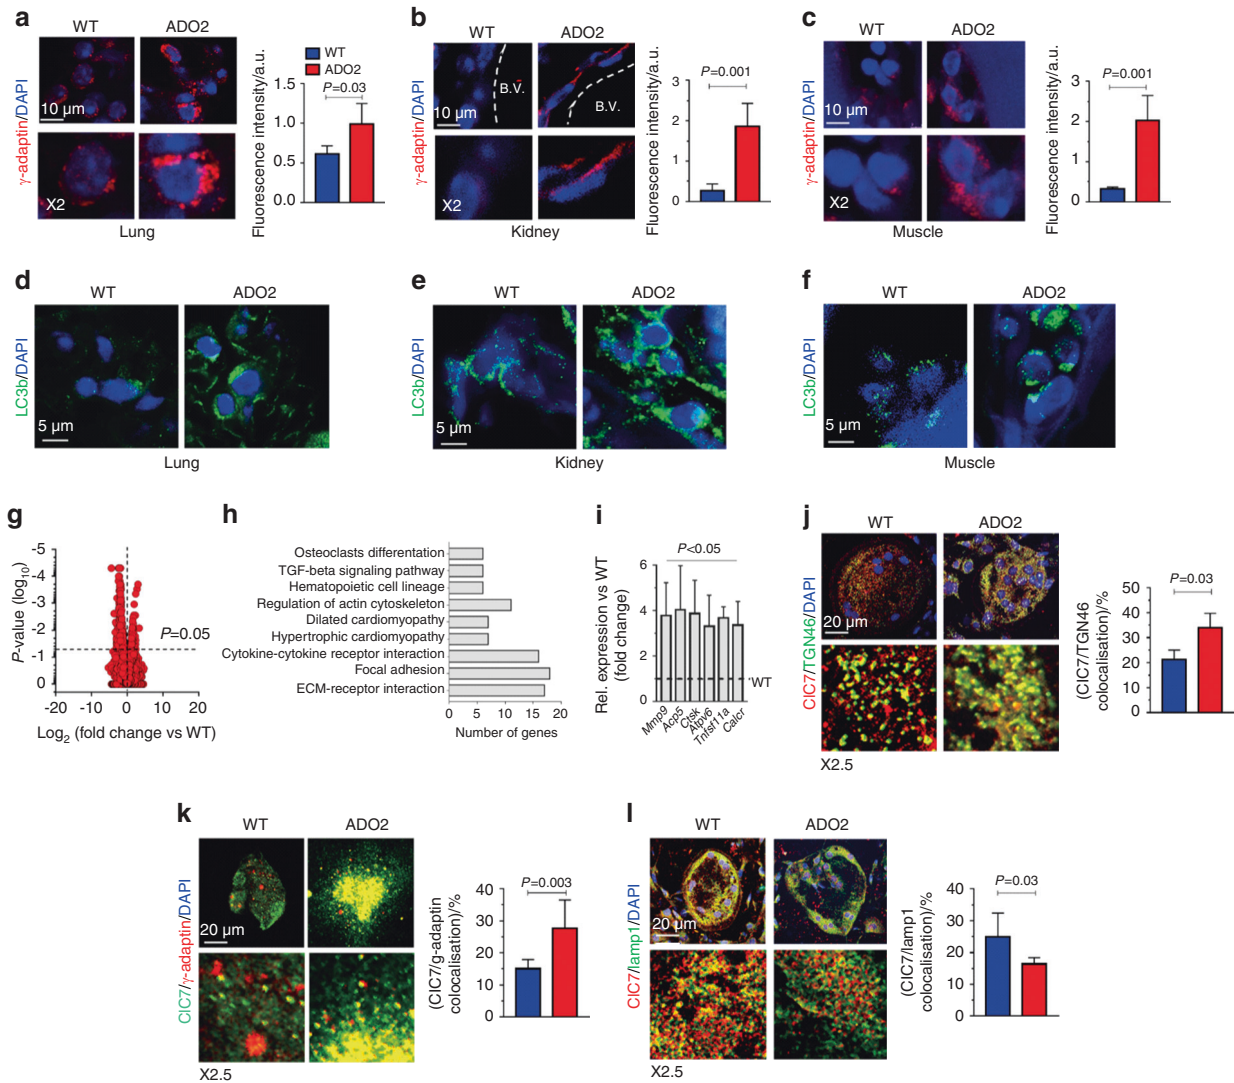 a
WT
ADO2
γ-adaptin/DAPI
10 µm
X2
Lung
Fluorescence intensity/a.u.
WT
ADO2
P=0.03
1.5
1.0
0.5
0.0
b
WT
ADO2
γ-adaptin/DAPI
10 µm
B.V.
B.V.
X2
Kidney
Fluorescence intensity/a.u.
P=0.001
3
2
1
0
c
WT
ADO2
γ-adaptin/DAPI
10 µm
X2
Muscle
Fluorescence intensity/a.u.
P=0.001
3
2
1
0
d
WT
ADO2
LC3b/DAPI
5 µm
Lung
e
WT
ADO2
LC3b/DAPI
5 µm
Kidney
f
WT
ADO2
LC3b/DAPI
5 µm
Muscle
g
P-value (log10)
-5
-4
-3
-2
-1
0
P=0.05
-20 -10 0 10 20
Log2 (fold change vs WT)
h
Osteoclasts differentation
TGF-beta signaling pathway
Hematopoietic cell lineage
Regulation of actin cytoskeleton
Dilated cardiomyopathy
Hypertrophic cardiomyopathy
Cytokine-cytokine receptor interaction
Focal adhesion
ECM-receptor interaction
0 5 10 15 20
Number of genes
i
Rel. expression vs WT
(fold change)
P<0.05
6
4
2
0
WT
Mmp9
Acp5
Ctsk
Atpv6
Tnfsf11a
Calcr
j
WT
ADO2
ClC7/TGN46/DAPI
20 µm
X2.5
(ClC7/TGN46
colocalisation)/%
P=0.03
50
40
30
20
10
0
k
WT
ADO2
ClC7/γ-adaptin/DAPI
20 µm
X2.5
(ClC7/g-adaptin
colocalisation)/%
P=0.003
40
30
20
10
0
l
WT
ADO2
ClC7/lamp1/DAPI
20 µm
X2.5
(ClC7/lamp1
colocalisation)/%
P=0.03
40
30
20
10
0